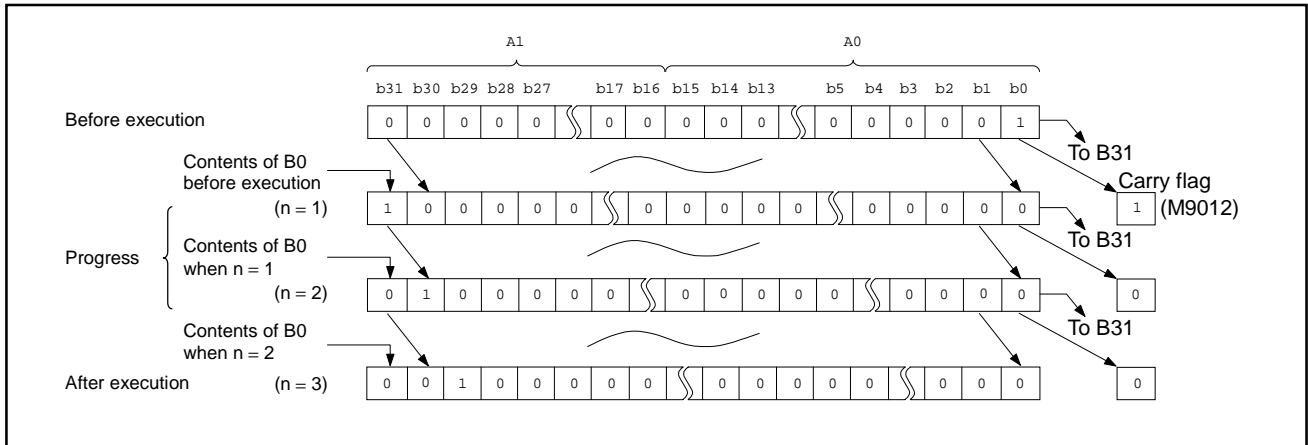 A1 A0
b31 b30 b29 b28 b27 b17 b16 b15 b14 b13 b5 b4 b3 b2 b1 b0
Before execution 0 0 0 0 0 0 0 0 0 0 0 0 0 0 0 1
To B31
Contents of B0
before execution
Carry flag
(M9012)
(n = 1) 1 0 0 0 0 0 0 0 0 0 0 0 0 0 0 0 1
To B31
Progress
Contents of B0
when n = 1
(n = 2) 0 1 0 0 0 0 0 0 0 0 0 0 0 0 0 0 0
To B31
Contents of B0
when n = 2
After execution (n = 3) 0 0 1 0 0 0 0 0 0 0 0 0 0 0 0 0 0